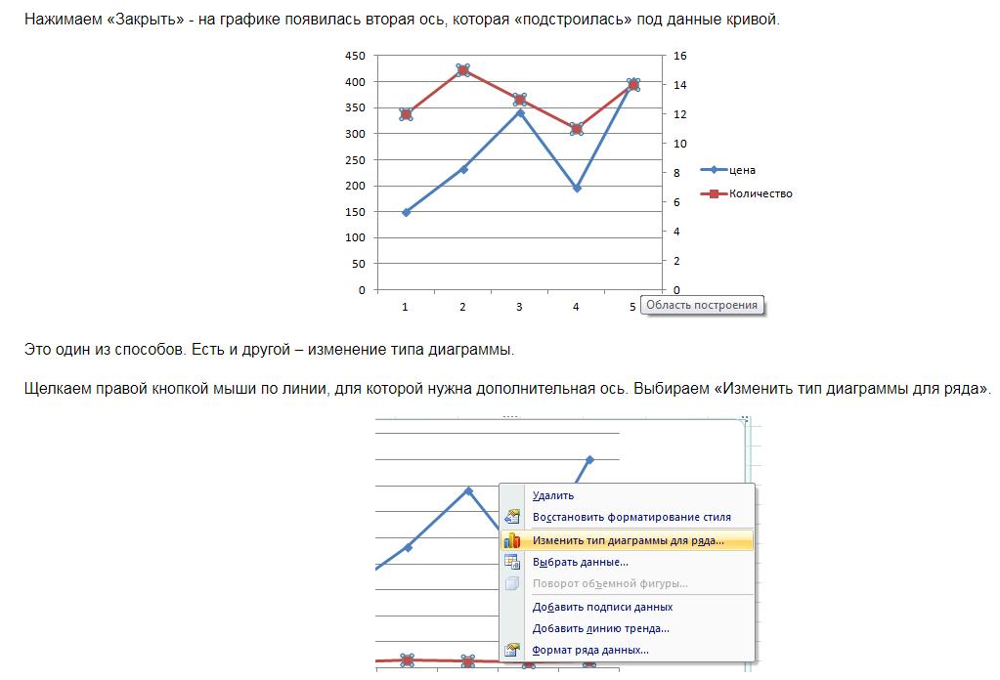 Нажимаем «Закрыть» - на графике появилась вторая ось, которая «подстроилась» под данные кривой.
450
400
350
300
250
200
150
100
50
0
16
14
12
10
8
6
4
2
0
1 2 3 4 5
цена
Количество
Область построения
Это один из способов. Есть и другой – изменение типа диаграммы.
Щелкаем правой кнопкой мыши по линии, для которой нужна дополнительная ось. Выбираем «Изменить тип диаграммы для ряда».
Удалить
Восстановить форматирование стиля
Изменить тип диаграммы для ряда...
Выбрать данные...
Поворот объемной фигуры...
Добавить подписи данных
Добавить линию тренда...
Формат ряда данных...